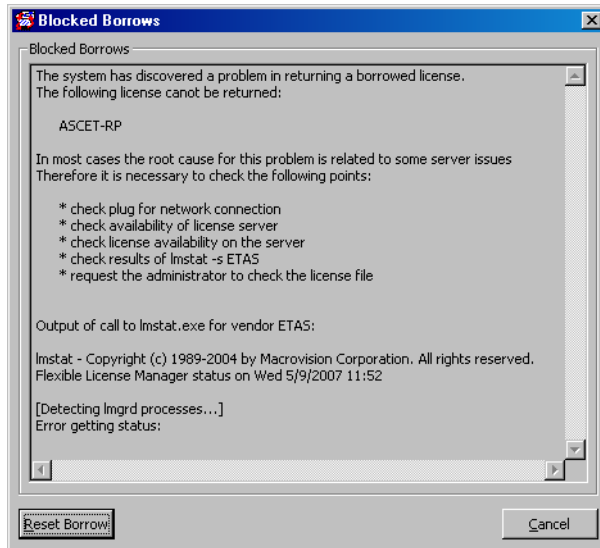 Blocked Borrows
Blocked Borrows
The system has discovered a problem in returning a borrowed license.
The following license canot be returned:
ASCET-RP
In most cases the root cause for this problem is related to some server issues
Therefore it is necessary to check the following points:
* check plug for network connection
* check availability of license server
* check license availability on the server
* check results of lmstat -s ETAS
* request the administrator to check the license file
Output of call to lmstat.exe for vendor ETAS:
lmstat - Copyright (c) 1989-2004 by Macrovision Corporation. All rights reserved.
Flexible License Manager status on Wed 5/9/2007 11:52
[Detecting lmgrd processes...]
Error getting status:
Reset Borrow
Cancel